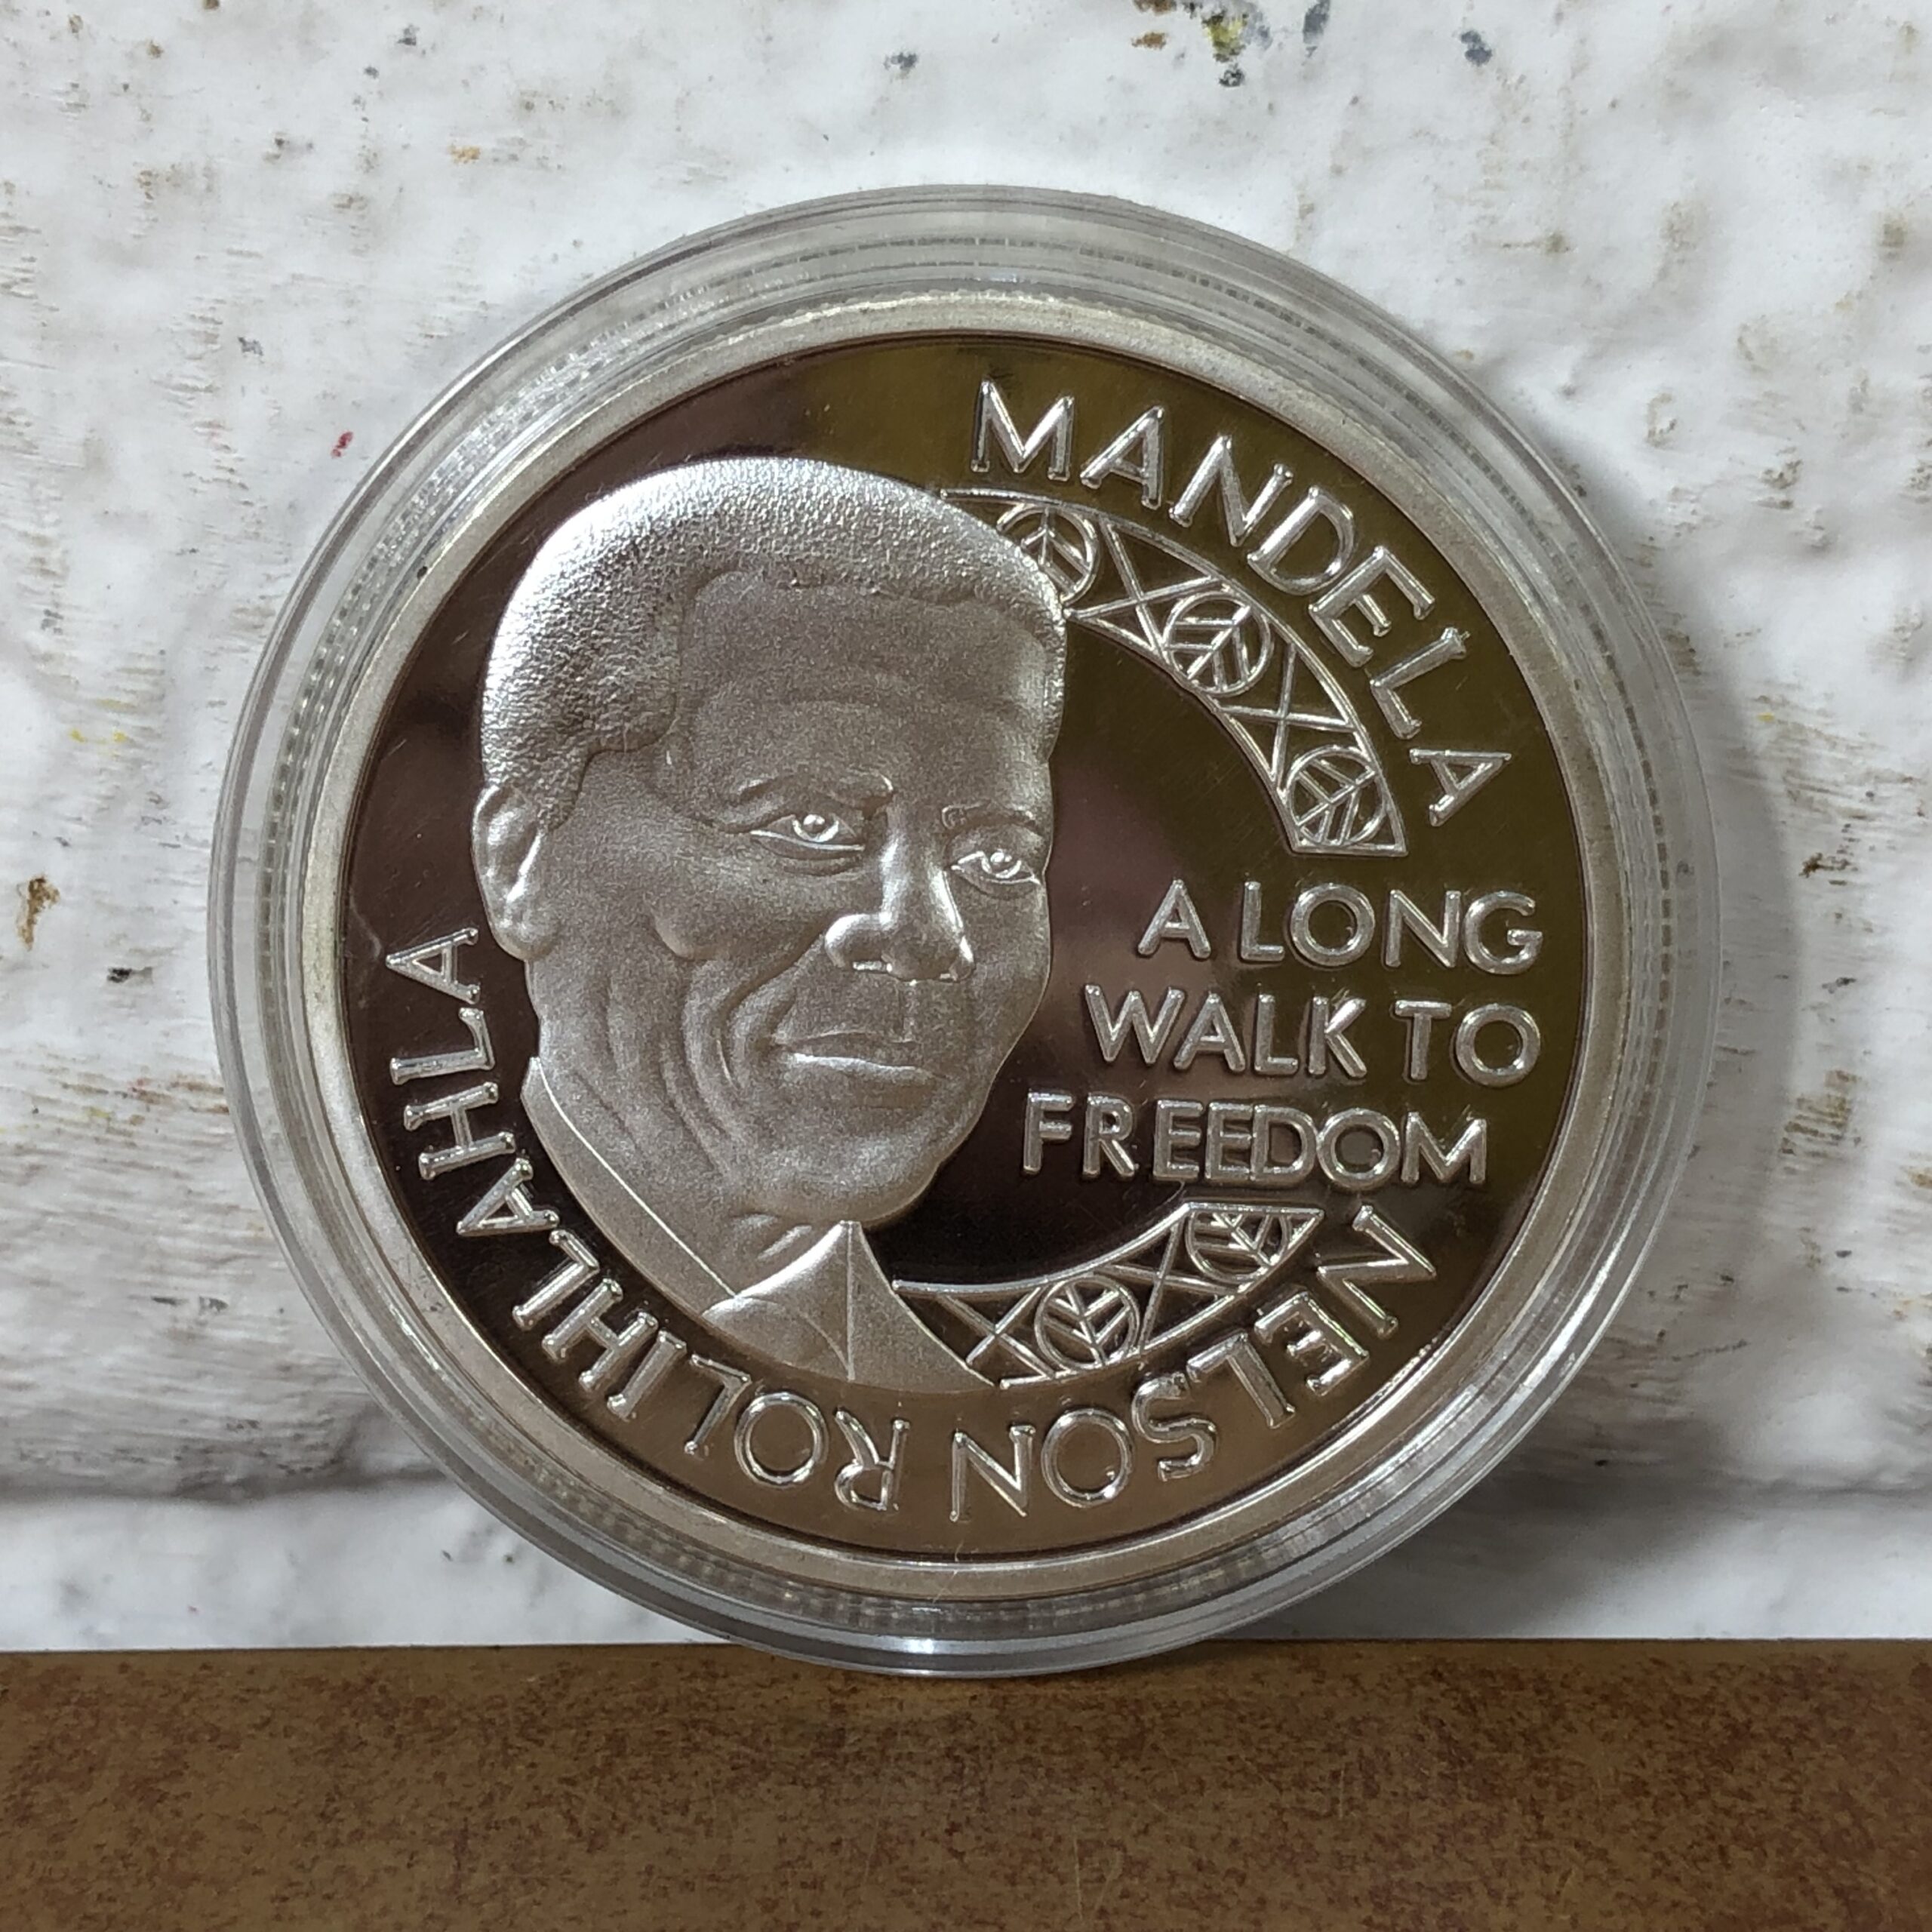 NELSON ROLIHLAHLA
MANDELA
A LONG
WALK TO
FREEDOM